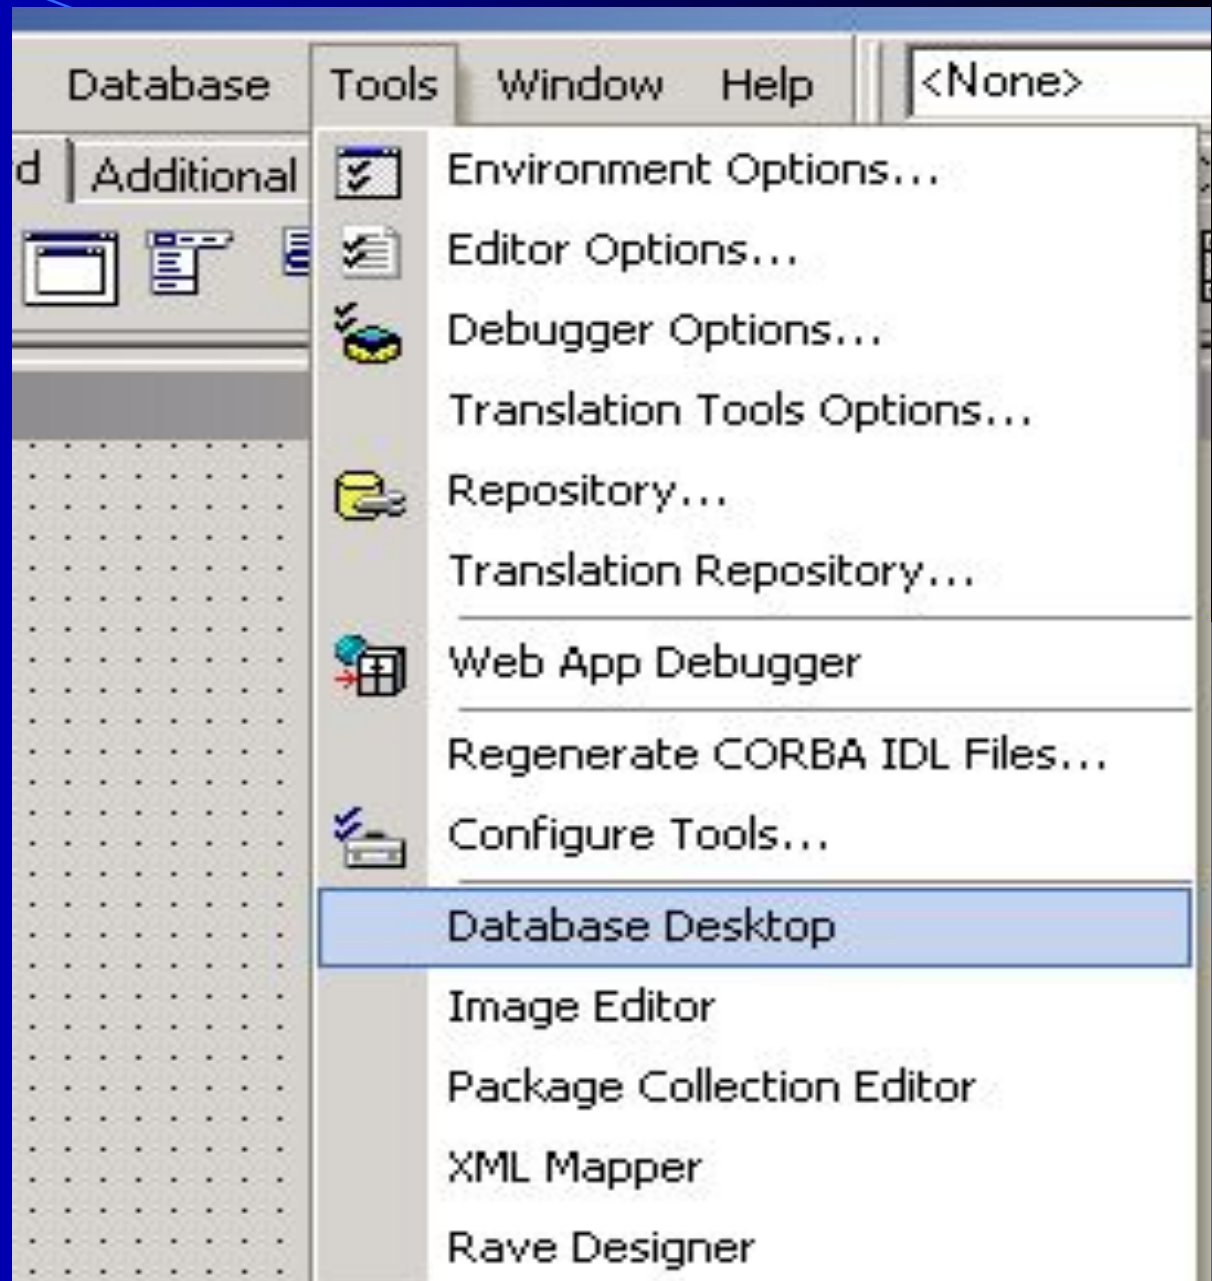 Database Tools Window Help <None>
d Additional
Environment Options...
Editor Options...
Debugger Options...
Translation Tools Options...
Repository...
Translation Repository...
Web App Debugger
Regenerate CORBA IDL Files...
Configure Tools...
Database Desktop
Image Editor
Package Collection Editor
XML Mapper
Rave Designer